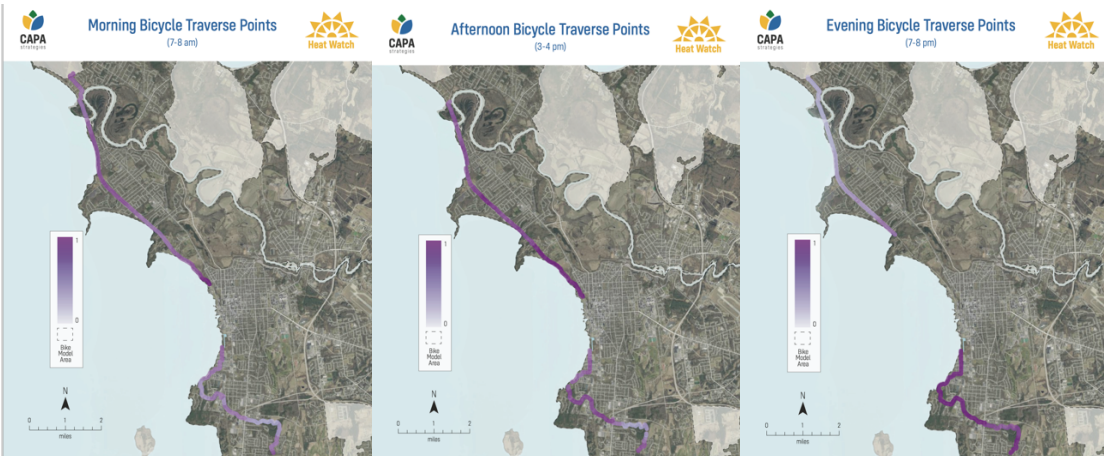 CAPA
strategies
Morning Bicycle Traverse Points
(7-8 am)
Heat Watch
1
0
Bike
Model
Area
N
0
1
2
miles
CAPA
strategies
Afternoon Bicycle Traverse Points
(3-4 pm)
Heat Watch
1
0
Bike
Model
Area
N
0
1
2
miles
CAPA
strategies
Evening Bicycle Traverse Points
(7-8 pm)
Heat Watch
1
0
Bike
Model
Area
N
0
1
2
miles